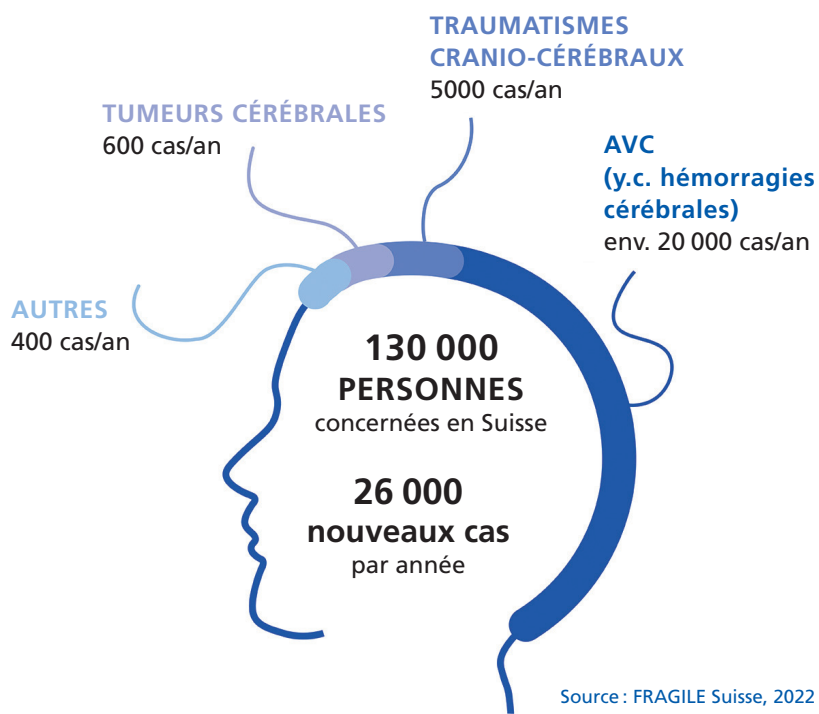 TRAUMATISMES
CRANIO-CÉRÉBRAUX
5000 cas/an
TUMEURS CÉRÉBRALES
600 cas/an
AVC
(y.c. hémorragies
cérébrales)
env. 20 000 cas/an
AUTRES
400 cas/an
130 000
PERSONNES
concernées en Suisse
26 000
nouveaux cas
par année
Source : FRAGILE Suisse, 2022